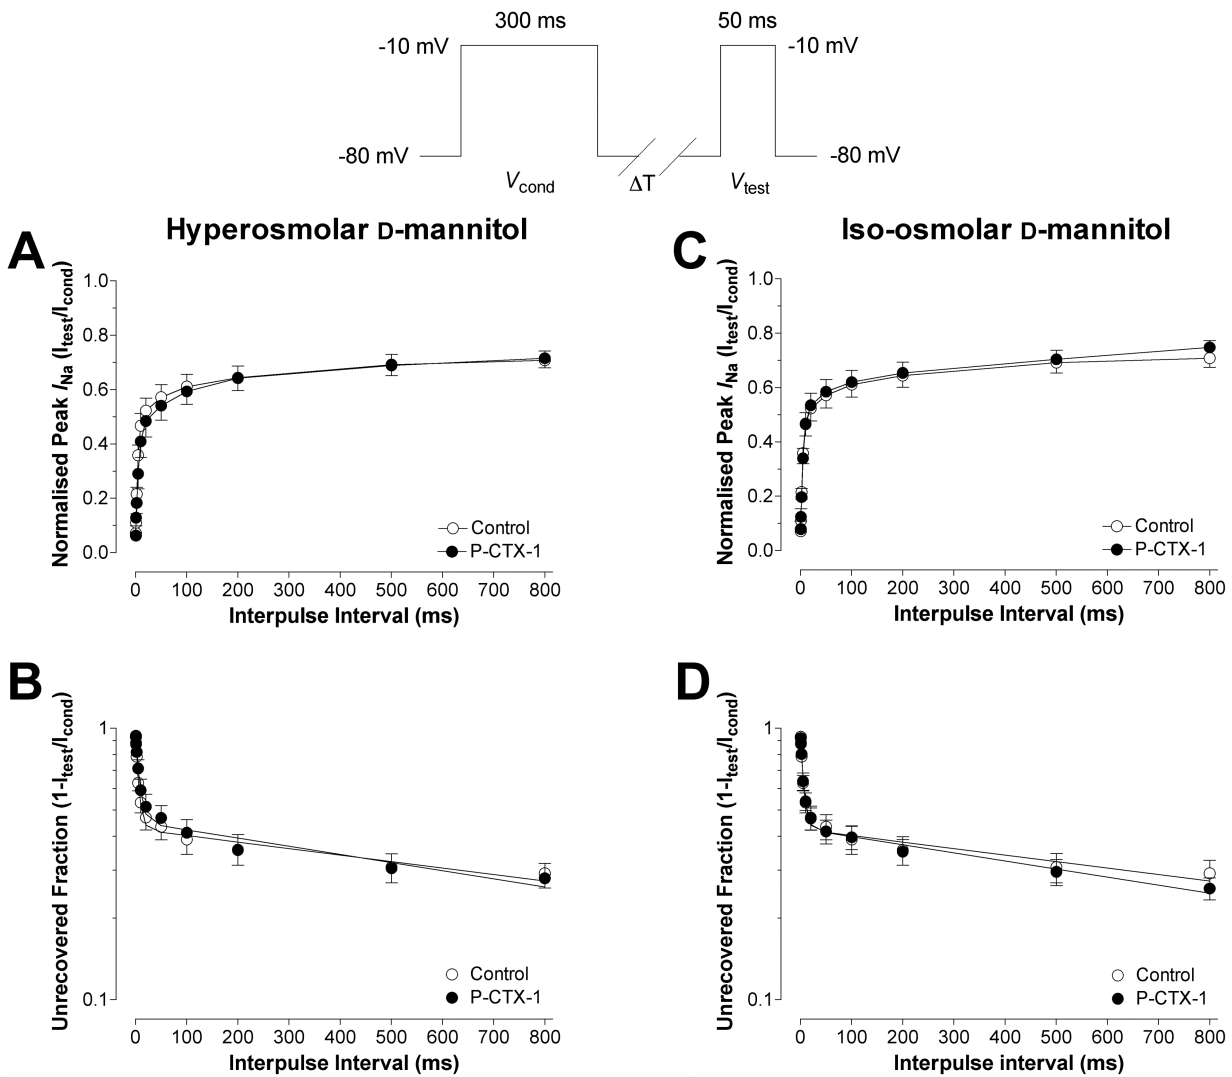 300 ms 50 ms
-10 mV -10 mV
-80 mV -80 mV
Vcond ΔT Vtest
Hyperosmolar D-mannitol
A
Normalised Peak INa (Itest/Icond)
1.0
0.8
0.6
0.4
0.2
0.0
Control
P-CTX-1
0 100 200 300 400 500 600 700 800
Interpulse Interval (ms)
Iso-osmolar D-mannitol
C
Normalised Peak INa (Itest/Icond)
1.0
0.8
0.6
0.4
0.2
0.0
Control
P-CTX-1
0 100 200 300 400 500 600 700 800
Interpulse Interval (ms)
B
Unrecovered Fraction (1-Itest/Icond)
1
0.1
Control
P-CTX-1
0 100 200 300 400 500 600 700 800
Interpulse Interval (ms)
D
Unrecovered Fraction (1-Itest/Icond)
1
0.1
Control
P-CTX-1
0 100 200 300 400 500 600 700 800
Interpulse interval (ms)